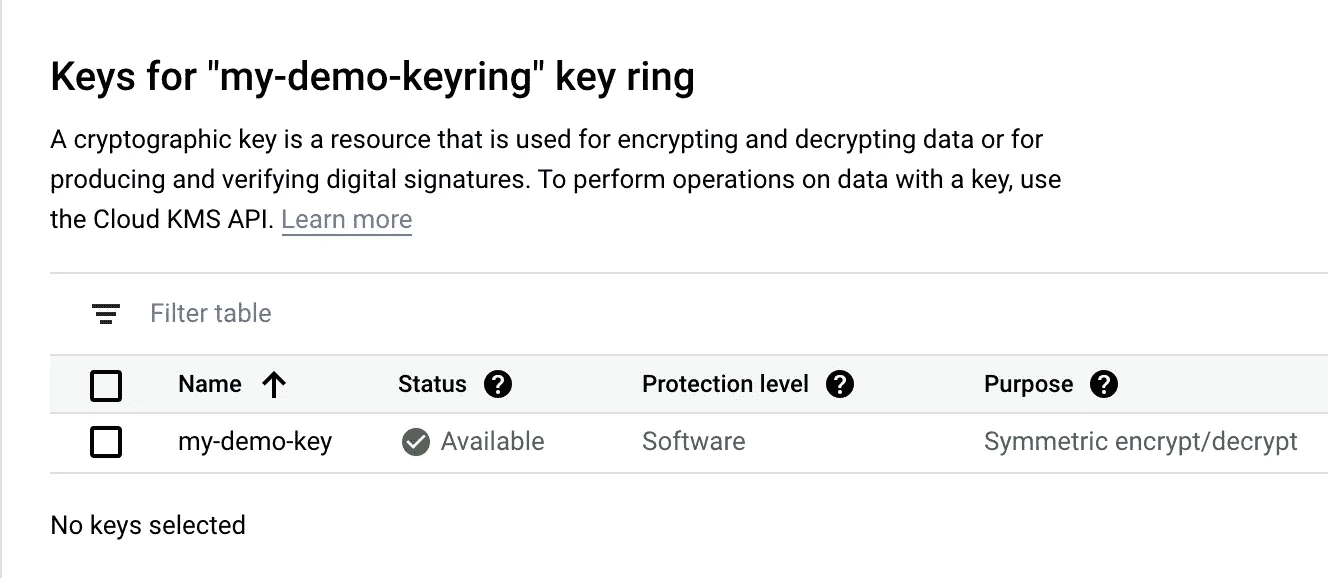 Keys for "my-demo-keyring" key ring
A cryptographic key is a resource that is used for encrypting and decrypting data or for
producing and verifying digital signatures. To perform operations on data with a key, use
the Cloud KMS API. Learn more
Filter table
Name Status Protection level Purpose
my-demo-key Available Software Symmetric encrypt/decrypt
No keys selected